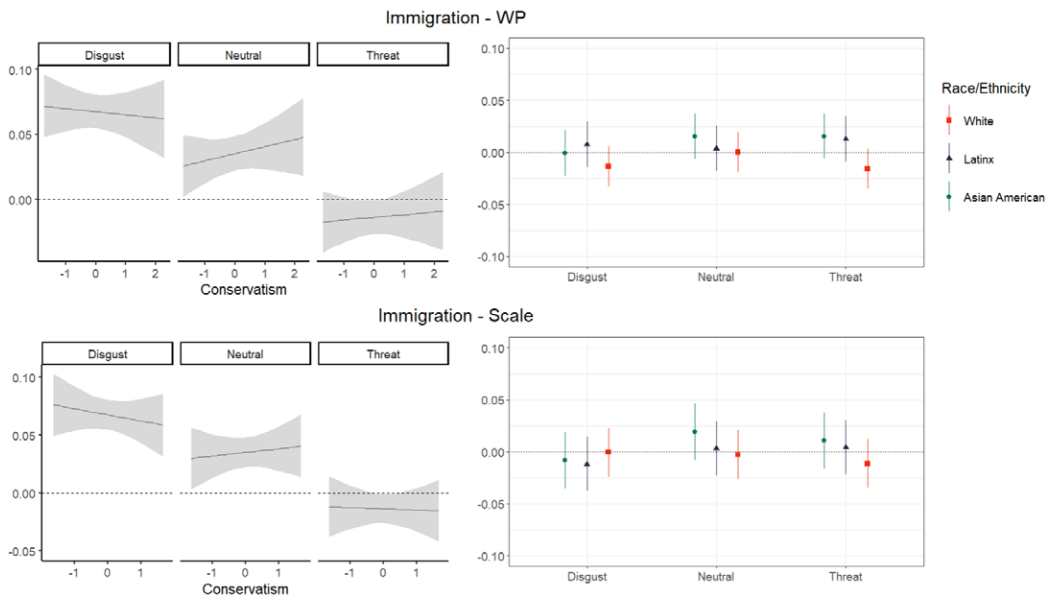 Immigration - WP
Disgust Neutral Threat
0.10
0.05
0.00
-1 0 1 2 -1 0 1 2 -1 0 1 2
Conservatism
0.10
0.05
0.00
-0.05
-0.10
Disgust Neutral Threat
Race/Ethnicity
White
Latinx
Asian American
Immigration - Scale
Disgust Neutral Threat
0.10
0.05
0.00
-0.05
-1 0 1 -1 0 1 -1 0 1
Conservatism
0.10
0.05
0.00
-0.05
-0.10
Disgust Neutral Threat